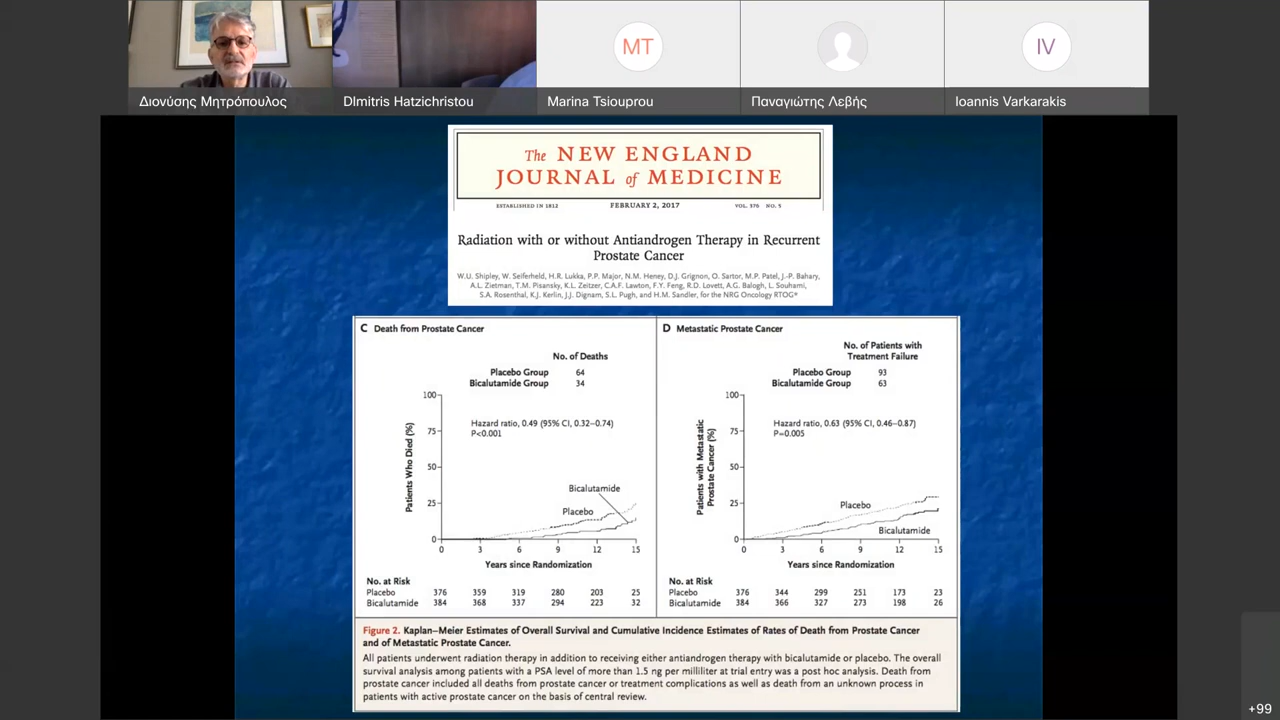 MT
IV
Διονύσης Μητρόπουλος
DImitris Hatzichristou
Marina Tsiouprou
Παναγιώτης Λεβής
Ioannis Varkarakis
The NEW ENGLAND
JOURNAL of MEDICINE
ESTABLISHED IN 1812
FEBRUARY 2, 2017
VOL. 376 NO. 5
Radiation with or without Antiandrogen Therapy in Recurrent
Prostate Cancer
W.U. Shipley, W. Seiferheld, H.R. Lukka, P.P. Major, N.M. Heney, D.J. Grignon, O. Sartor, M.P. Patel, J.-P. Bahary,
A.L. Zietman, T.M. Pisansky, K.L. Zeitzer, C.A.F. Lawton, F.Y. Feng, R.D. Lovett, A.G. Balogh, L. Souhami,
S.A. Rosenthal, K.J. Kerlin, J.J. Dignam, S.L. Pugh, and H.M. Sandler, for the NRG Oncology RTOG*
C Death from Prostate Cancer
No. of Deaths
Placebo Group 64
Bicalutamide Group 34
100
75
50
25
0
Patients Who Died (%)
Hazard ratio, 0.49 (95% CI, 0.32–0.74)
P<0.001
Bicalutamide
Placebo
0 3 6 9 12 15
Years since Randomization
No. at Risk
Placebo 376 359 319 280 203 25
Bicalutamide 384 368 337 294 223 32
D Metastatic Prostate Cancer
No. of Patients with
Treatment Failure
Placebo Group 93
Bicalutamide Group 63
100
75
50
25
0
Patients with Metastatic
Prostate Cancer (%)
Hazard ratio, 0.63 (95% CI, 0.46–0.87)
P=0.005
Placebo
Bicalutamide
0 3 6 9 12 15
Years since Randomization
No. at Risk
Placebo 376 344 299 251 173 23
Bicalutamide 384 366 327 273 198 26
Figure 2. Kaplan–Meier Estimates of Overall Survival and Cumulative Incidence Estimates of Rates of Death from Prostate Cancer
and of Metastatic Prostate Cancer.
All patients underwent radiation therapy in addition to receiving either antiandrogen therapy with bicalutamide or placebo. The overall
survival analysis among patients with a PSA level of more than 1.5 ng per milliliter at trial entry was a post hoc analysis. Death from
prostate cancer included all deaths from prostate cancer or treatment complications as well as death from an unknown process in
patients with active prostate cancer on the basis of central review.
+99